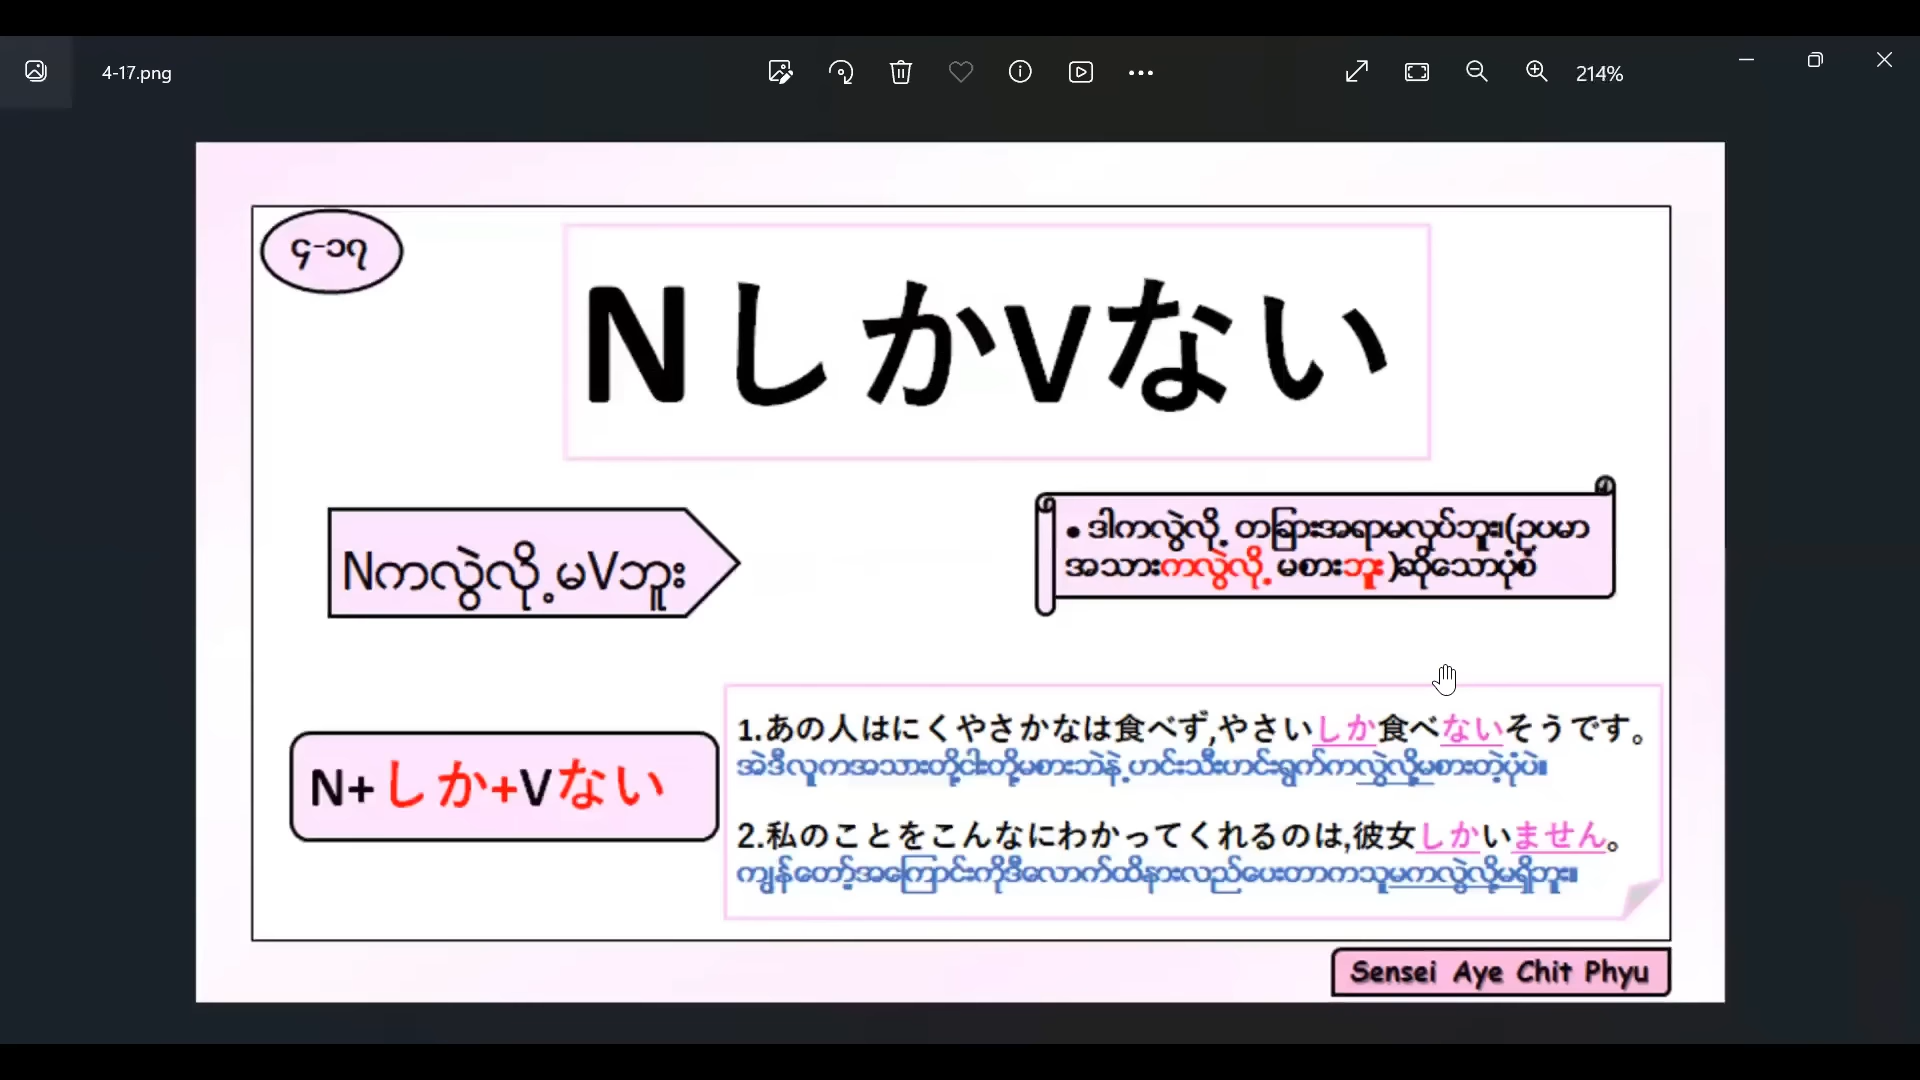 4-17.png
214%
၄-၁၇
NしかVない
Nကလွဲလို့မVဘူး
• ဒါကလွဲလို့ တခြားအရာမလုပ်ဘူး၊(ဥပမာ
အသားကလွဲလို့ မစားဘူး)ဆိုသောပုံစံ
N+しか+Vない
1.あの人はにくやさかなは食べず,やさいしか食べないそうです。
အဲဒီလူကအသားတို့ငါးတို့မစားဘဲနဲ့ဟင်းသီးဟင်းရွက်ကလွဲလို့မစားတဲ့ပုံပဲ။
2.私のことをこんなにわかってくれるのは,彼女しかいません。
ကျွန်တော့်အကြောင်းကိုဒီလောက်ထိနားလည်ပေးတာကသူမကလွဲလို့မရှိဘူး။
Sensei Aye Chit Phyu